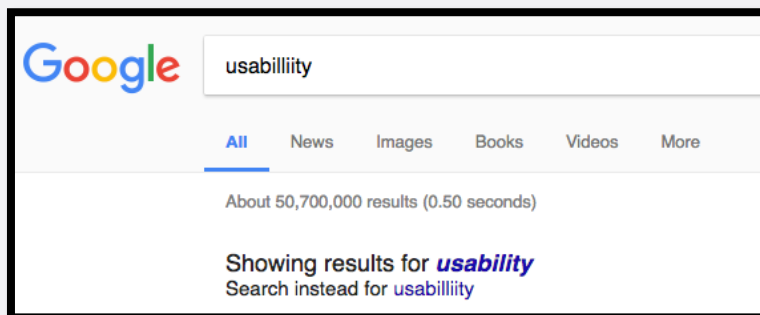 Google
usabilliity
All News Images Books Videos More
About 50,700,000 results (0.50 seconds)
Showing results for usability
Search instead for usabilliity